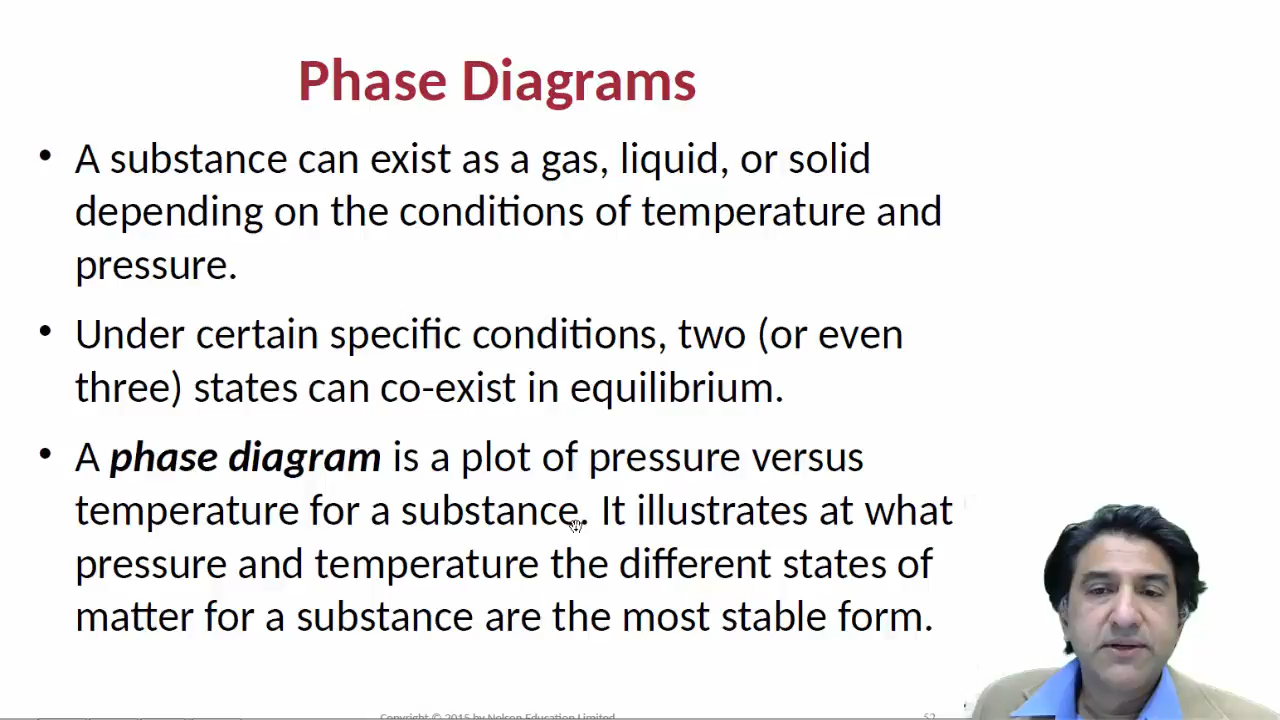 Phase Diagrams
• A substance can exist as a gas, liquid, or solid
depending on the conditions of temperature and
pressure.
• Under certain specific conditions, two (or even
three) states can co-exist in equilibrium.
• A phase diagram is a plot of pressure versus
temperature for a substance. It illustrates at what
pressure and temperature the different states of
matter for a substance are the most stable form.
Copyright © 2015 by Nelson Education Limited
52